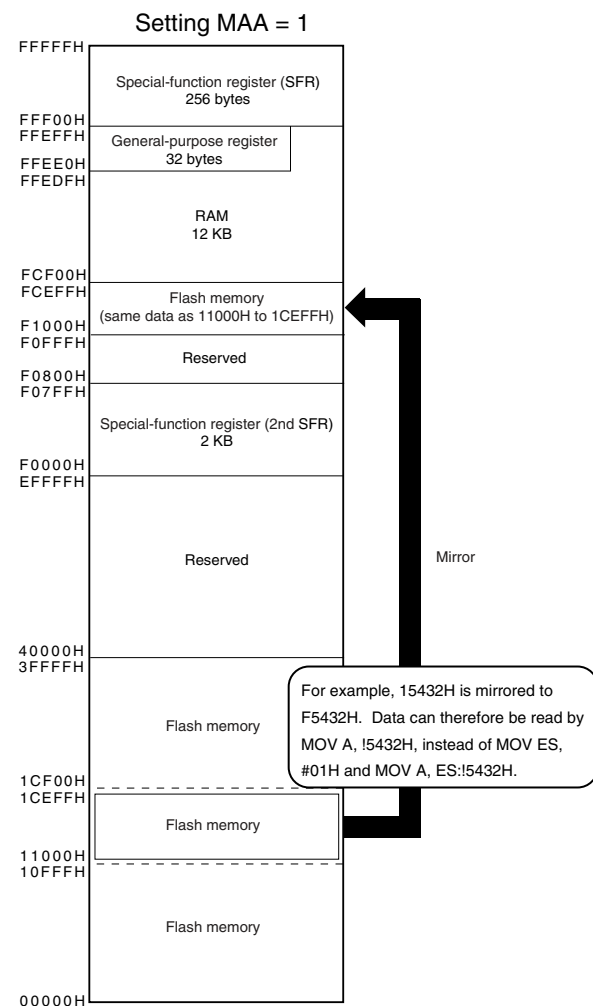 Setting MAA = 1
FFFFFH
Special-function register (SFR)
256 bytes
FFF00H
FFEFFH
General-purpose register
32 bytes
FFEE0H
FFEDFH
RAM
12 KB
FCF00H
FCEFFH
Flash memory
(same data as 11000H to 1CEFFH)
F1000H
F0FFFH
Reserved
F0800H
F07FFH
Special-function register (2nd SFR)
2 KB
F0000H
EFFFFH
Reserved
Mirror
40000H
3FFFFH
For example, 15432H is mirrored to
F5432H.  Data can therefore be read by
MOV A, !5432H, instead of MOV ES,
#01H and MOV A, ES:!5432H.
Flash memory
1CF00H
1CEFFH
Flash memory
11000H
10FFFH
Flash memory
00000H